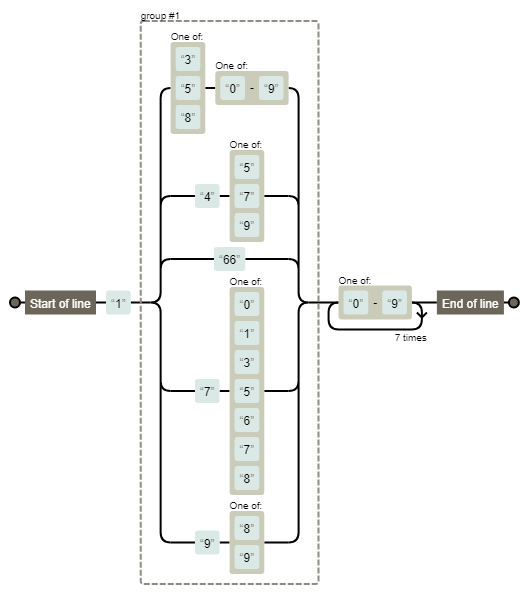 group #1
One of:
“3”
“5”
“8”
One of:
“0” - “9”
“4”
One of:
“5”
“7”
“9”
“66”
Start of line
“1”
“7”
One of:
“0”
“1”
“3”
“5”
“6”
“7”
“8”
“9”
One of:
“8”
“9”
One of:
“0” - “9”
7 times
End of line